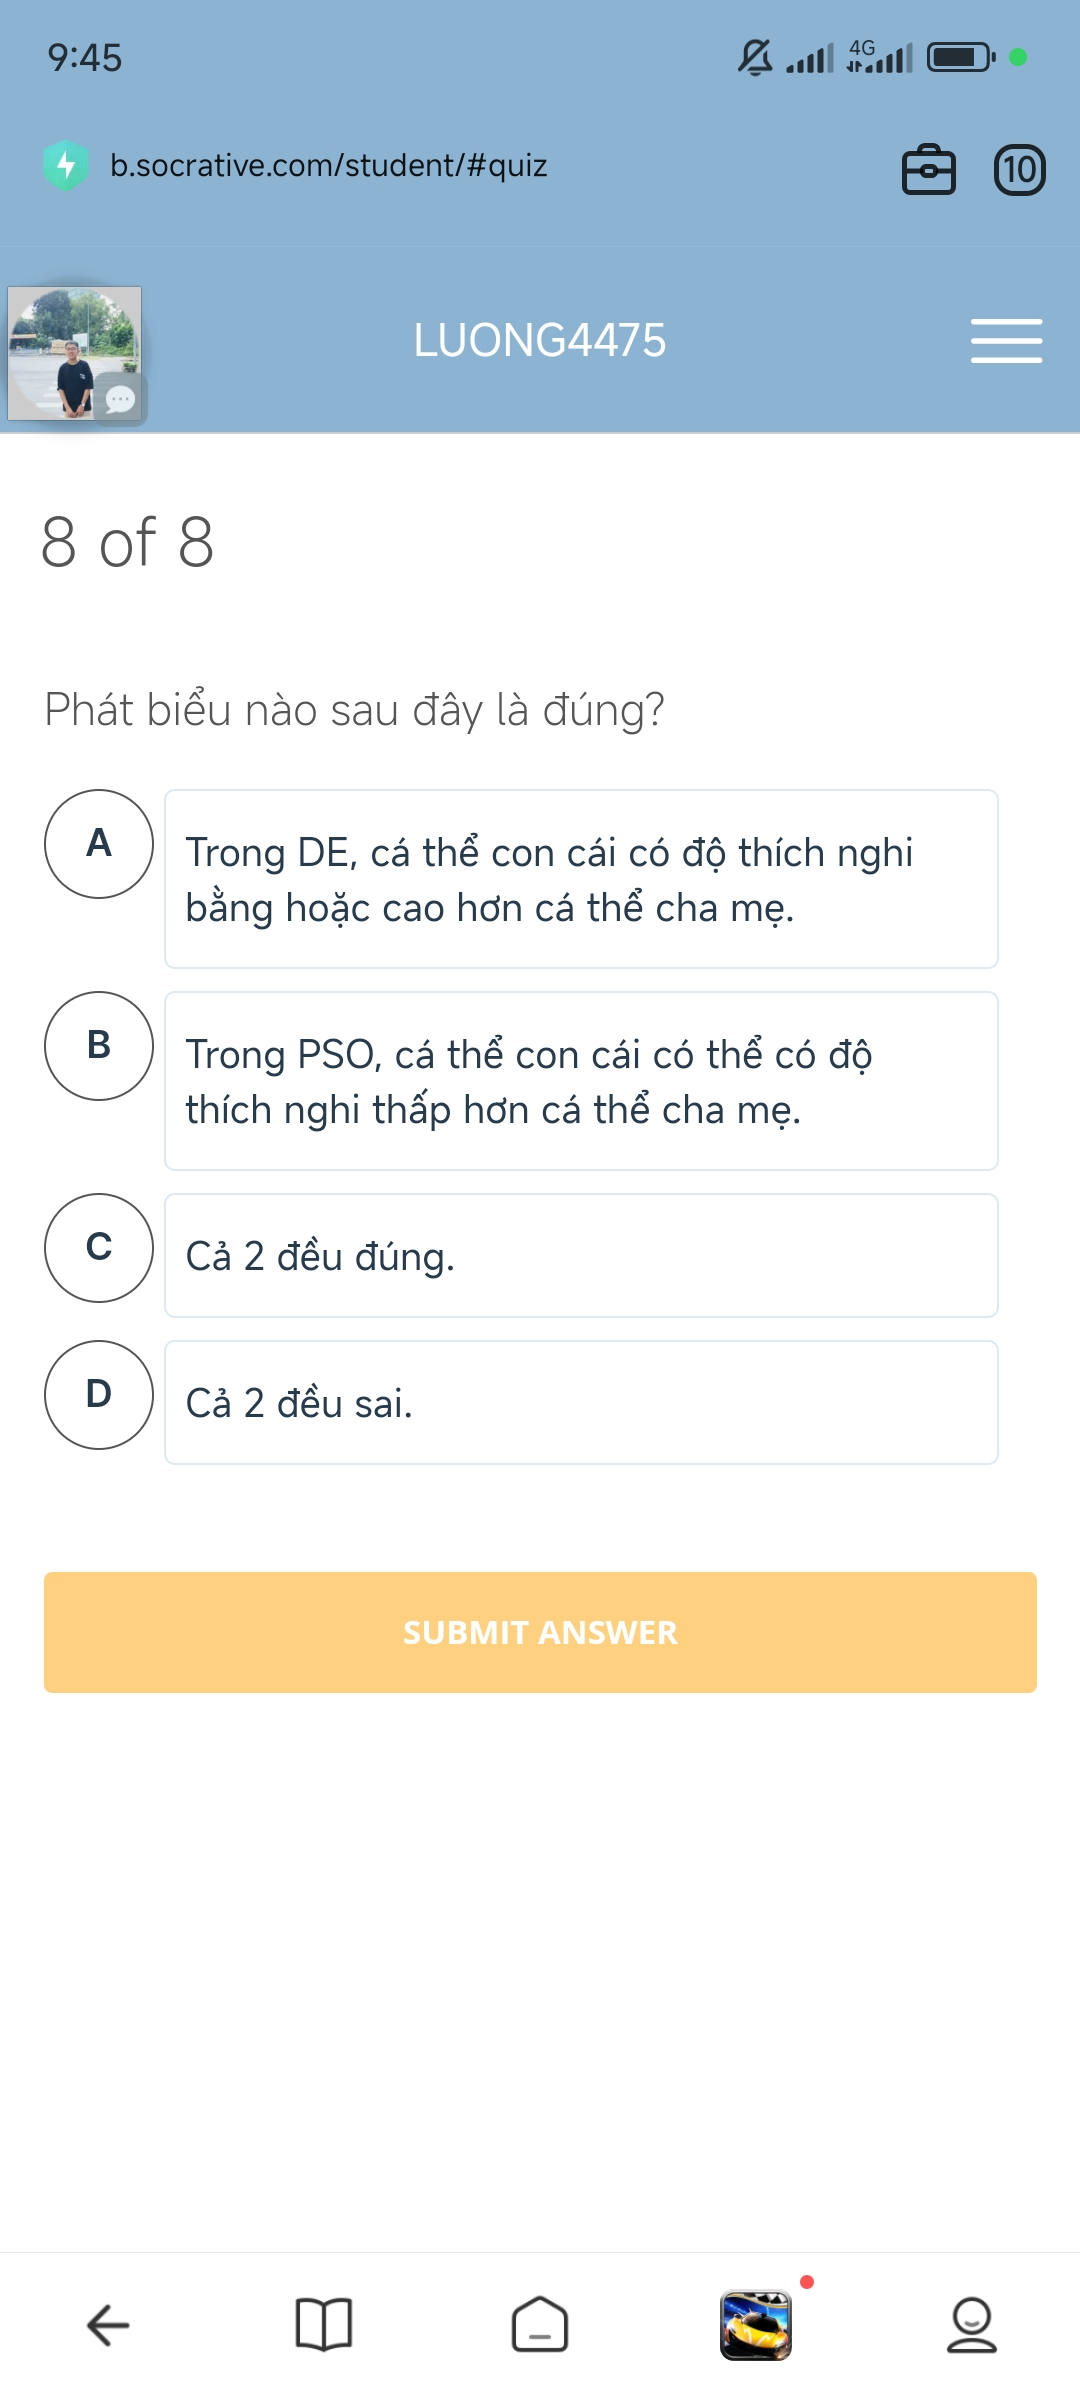 9:45
4G
b.socrative.com/student/#quiz
10
LUONG4475
8 of 8
Phát biểu nào sau đây là đúng?
A
Trong DE, cá thể con cái có độ thích nghi
bằng hoặc cao hơn cá thể cha mẹ.
B
Trong PSO, cá thể con cái có thể có độ
thích nghi thấp hơn cá thể cha mẹ.
C
Cả 2 đều đúng.
D
Cả 2 đều sai.
SUBMIT ANSWER